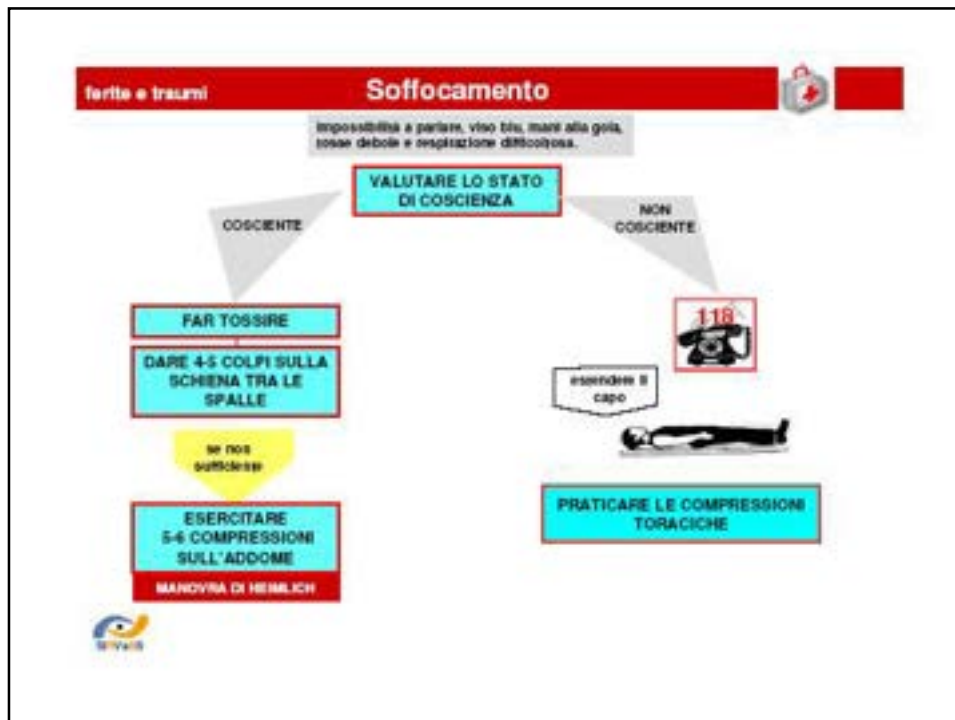 ferite e traumi
Soffocamento
Impossibilità a parlare, viso blu, mani alla gola,
debole e respirazione difficoltosa.
VALUTARE LO STATO
DI COSCIENZA
COSCIENTE
NON
COSCIENTE
FAR TOSSIRE
118
DARE 4-5 COLPI SULLA
SCHIENA TRA LE
SPALLE
estendere il
capo
se non
sufficiente
ESERCITARE
5-6 COMPRESSIONI
SULL'ADDOME
MANOVRA DI HEIMLICH
PRATICARE LE COMPRESSIONI
TORACICHE